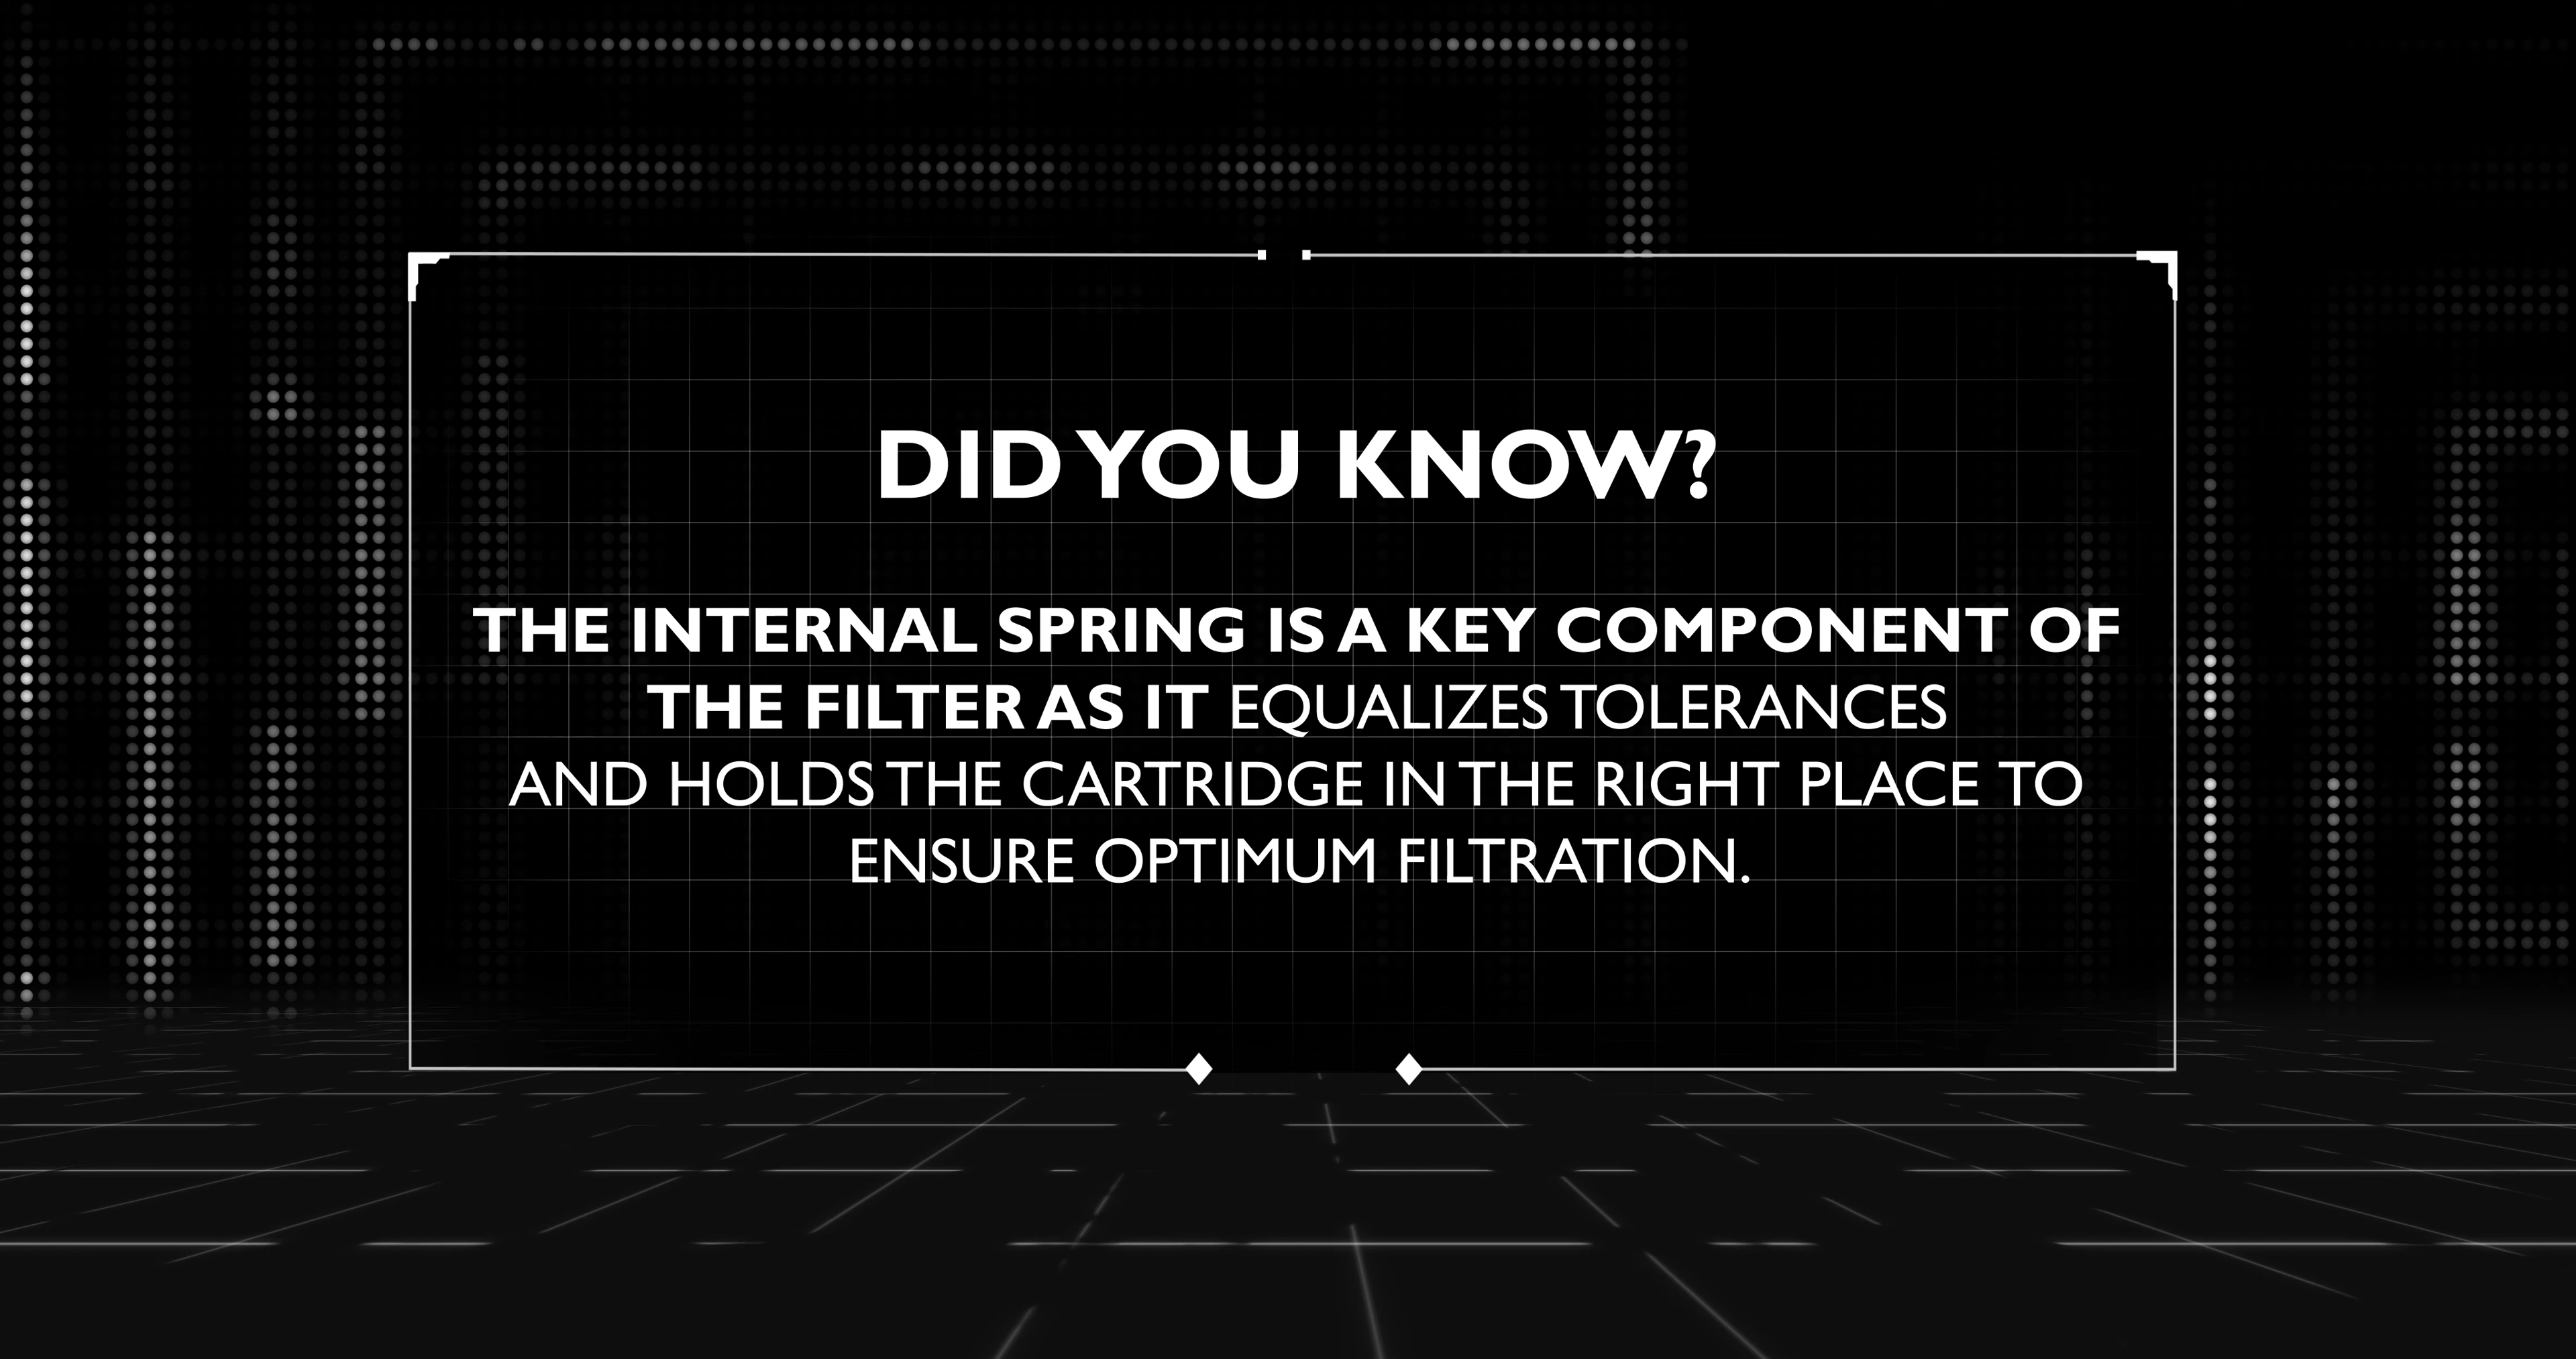 DID YOU KNOW?
THE INTERNAL SPRING IS A KEY COMPONENT OF
THE FILTER AS IT EQUALIZES TOLERANCES
AND HOLDS THE CARTRIDGE IN THE RIGHT PLACE TO
ENSURE OPTIMUM FILTRATION.